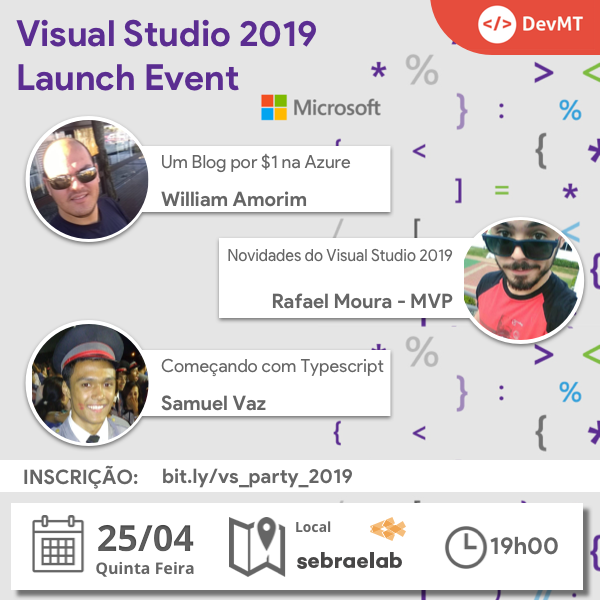 Visual Studio 2019
Launch Event
</> DevMT
Microsoft
Um Blog por $1 na Azure
William Amorim
Novidades do Visual Studio 2019
Rafael Moura - MVP
Começando com Typescript
Samuel Vaz
INSCRIÇÃO: bit.ly/vs_party_2019
25/04
Quinta Feira
Local
sebraelab
19h00